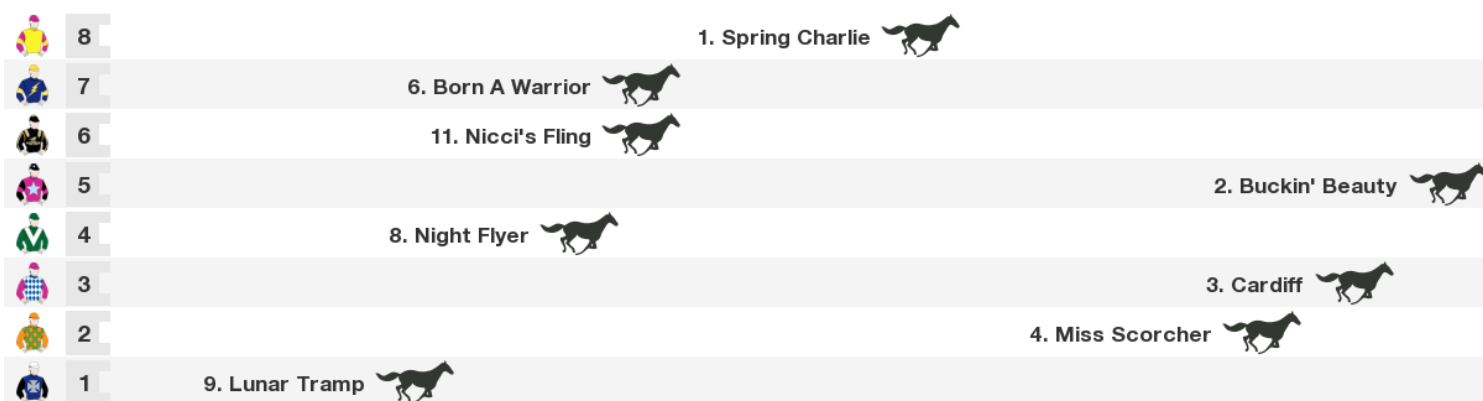 8 1. Spring Charlie
7 6. Born A Warrior
6 11. Nicci's Fling
5 2. Buckin' Beauty
4 8. Night Flyer
3 3. Cardiff
2 4. Miss Scorcher
1 9. Lunar Tramp